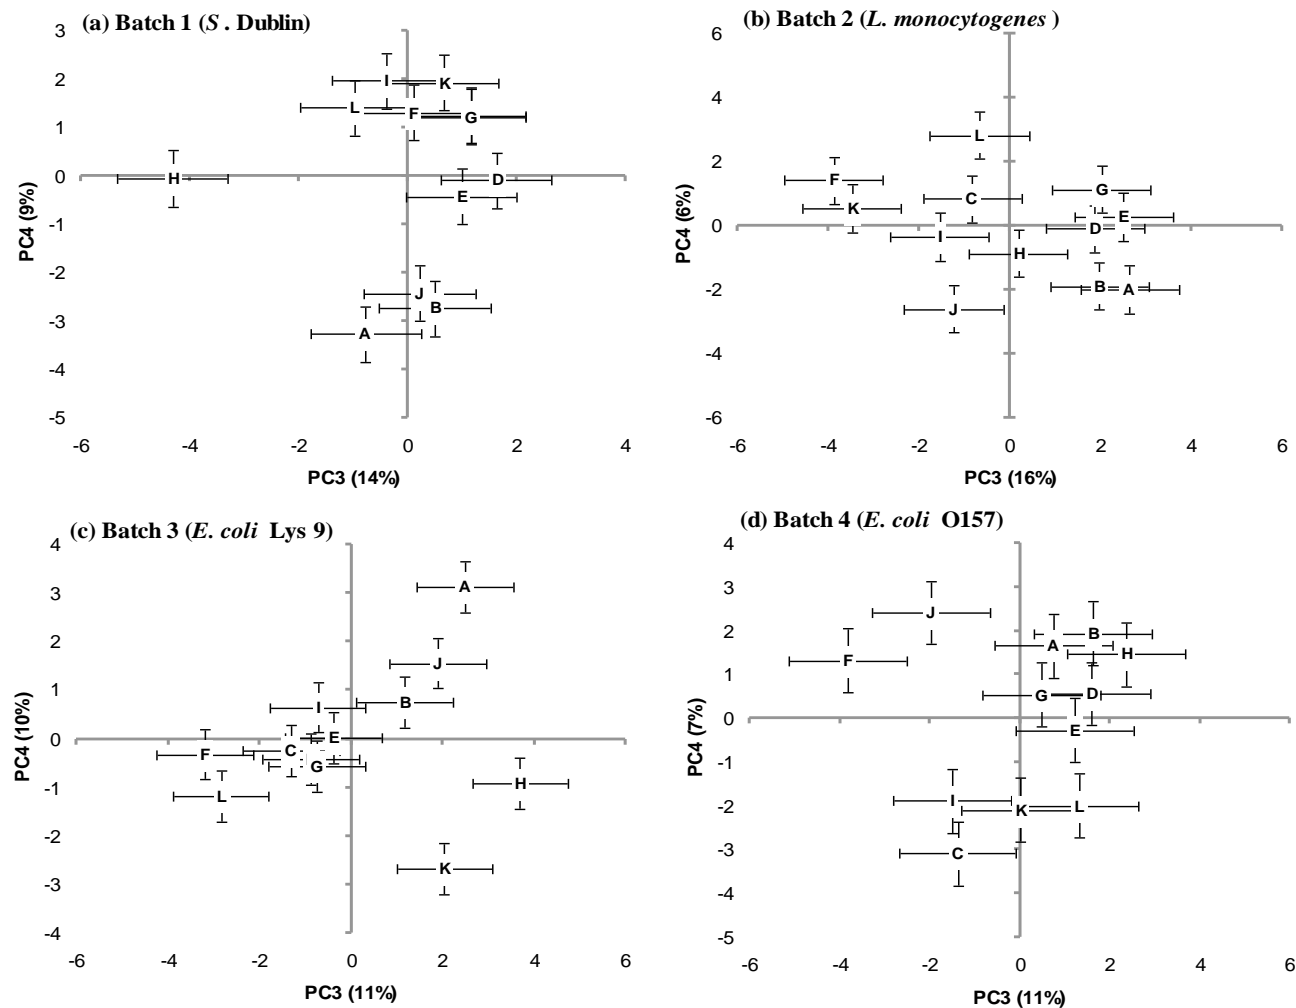 (a) Batch 1 (S . Dublin)
3
2
1
0
-1
-2
-3
-4
-5
PC4 (9%)
I
K
L
F
G
H
D
E
J
B
A
-6
-4
-2
0
2
4
PC3 (14%)
(b) Batch 2 (L. monocytogenes )
6
4
2
0
-2
-4
-6
PC4 (6%)
L
F
K
C
G
E
D
I
H
B
A
J
-6
-4
-2
0
2
4
6
PC3 (16%)
(c) Batch 3 (E. coli Lys 9)
4
3
2
1
0
-1
-2
-3
-4
PC4 (10%)
A
J
B
I
E
C
F
G
L
H
K
-6
-4
-2
0
2
4
6
PC3 (11%)
(d) Batch 4 (E. coli O157)
4
3
2
1
0
-1
-2
-3
-4
-5
PC4 (7%)
J
B
A
H
F
G
D
E
I
K
L
C
-6
-4
-2
0
2
4
6
PC3 (11%)